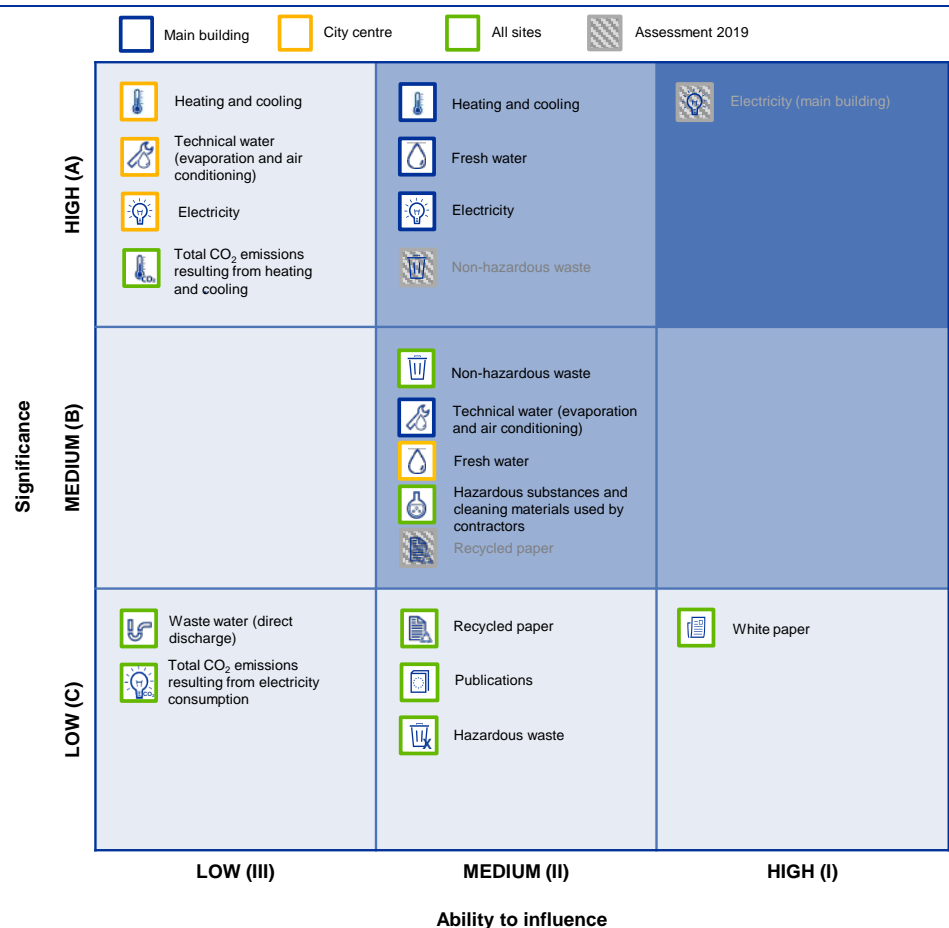 Main building
City centre
All sites
Assessment 2019
Heating and cooling
Technical water
(evaporation and air
conditioning)
Electricity
Total CO₂ emissions
resulting from heating
and cooling
CO₂
Heating and cooling
Fresh water
Electricity
Non-hazardous waste
Electricity (main building)
HIGH (A)
Non-hazardous waste
Technical water (evaporation
and air conditioning)
Fresh water
Hazardous substances and
cleaning materials used by
contractors
Recycled paper
MEDIUM (B)
Significance
Waste water (direct
discharge)
Total CO₂ emissions
resulting from electricity
consumption
CO₂
Recycled paper
Publications
Hazardous waste
White paper
LOW (C)
LOW (III)
MEDIUM (II)
HIGH (I)
Ability to influence